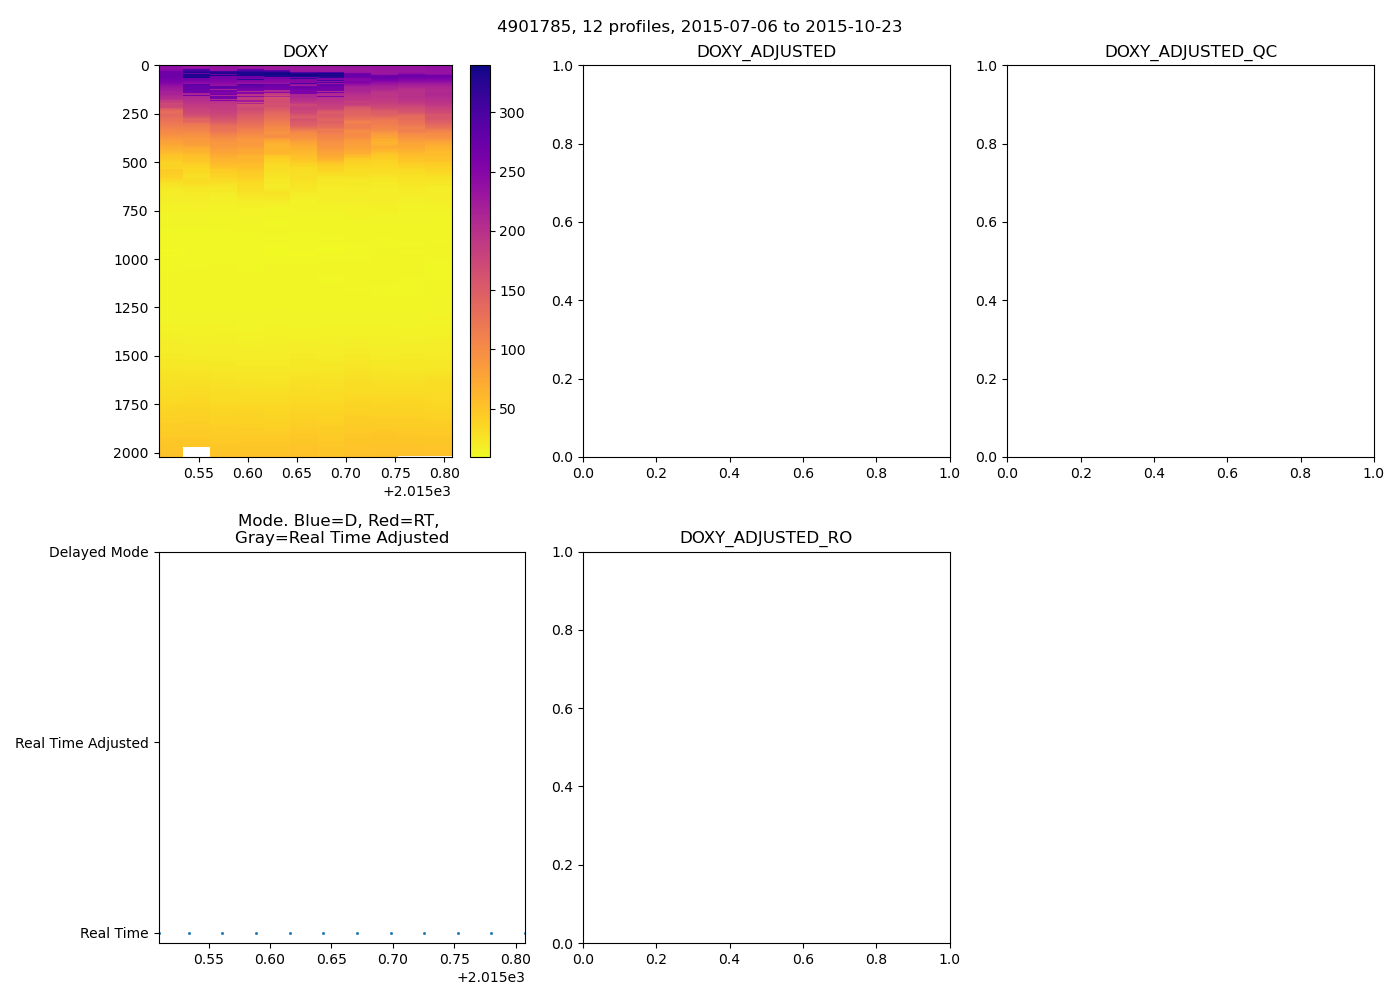 4901785, 12 profiles, 2015-07-06 to 2015-10-23
DOXY
0
250
500
750
1000
1250
1500
1750
2000
0.55 0.60 0.65 0.70 0.75 0.80
+2.015e3
300
250
200
150
100
50
DOXY_ADJUSTED
1.0
0.8
0.6
0.4
0.2
0.0
0.0 0.2 0.4 0.6 0.8 1.0
DOXY_ADJUSTED_QC
1.0
0.8
0.6
0.4
0.2
0.0
0.0 0.2 0.4 0.6 0.8 1.0
Mode. Blue=D, Red=RT,
Gray=Real Time Adjusted
Delayed Mode
Real Time Adjusted
Real Time
0.55 0.60 0.65 0.70 0.75 0.80
+2.015e3
DOXY_ADJUSTED_RO
1.0
0.8
0.6
0.4
0.2
0.0
0.0 0.2 0.4 0.6 0.8 1.0